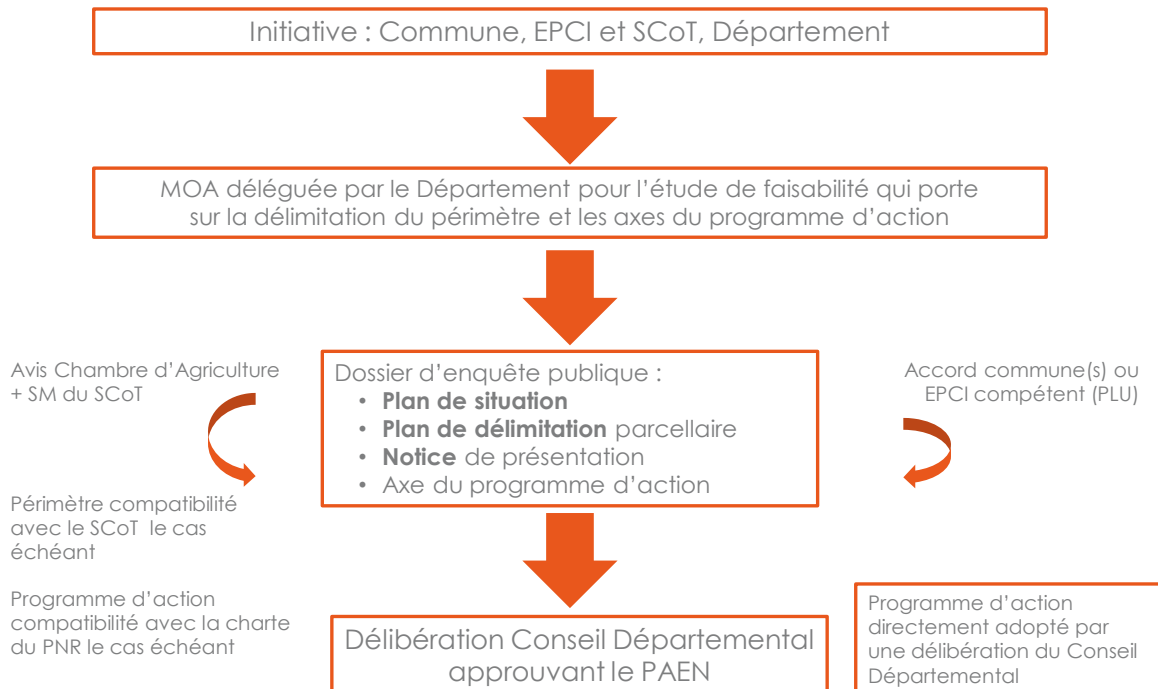 Initiative : Commune, EPCI et SCoT, Département
MOA déléguée par le Département pour l’étude de faisabilité qui porte
sur la délimitation du périmètre et les axes du programme d’action
Avis Chambre d’Agriculture
+ SM du SCoT
Dossier d’enquête publique :
• Plan de situation
• Plan de délimitation parcellaire
• Notice de présentation
• Axe du programme d’action
Accord commune(s) ou
EPCI compétent (PLU)
Périmètre compatibilité
avec le SCoT le cas
échéant
Programme d’action
compatibilité avec la charte
du PNR le cas échéant
Délibération Conseil Départemental
approuvant le PAEN
Programme d’action
directement adopté par
une délibération du Conseil
Départemental